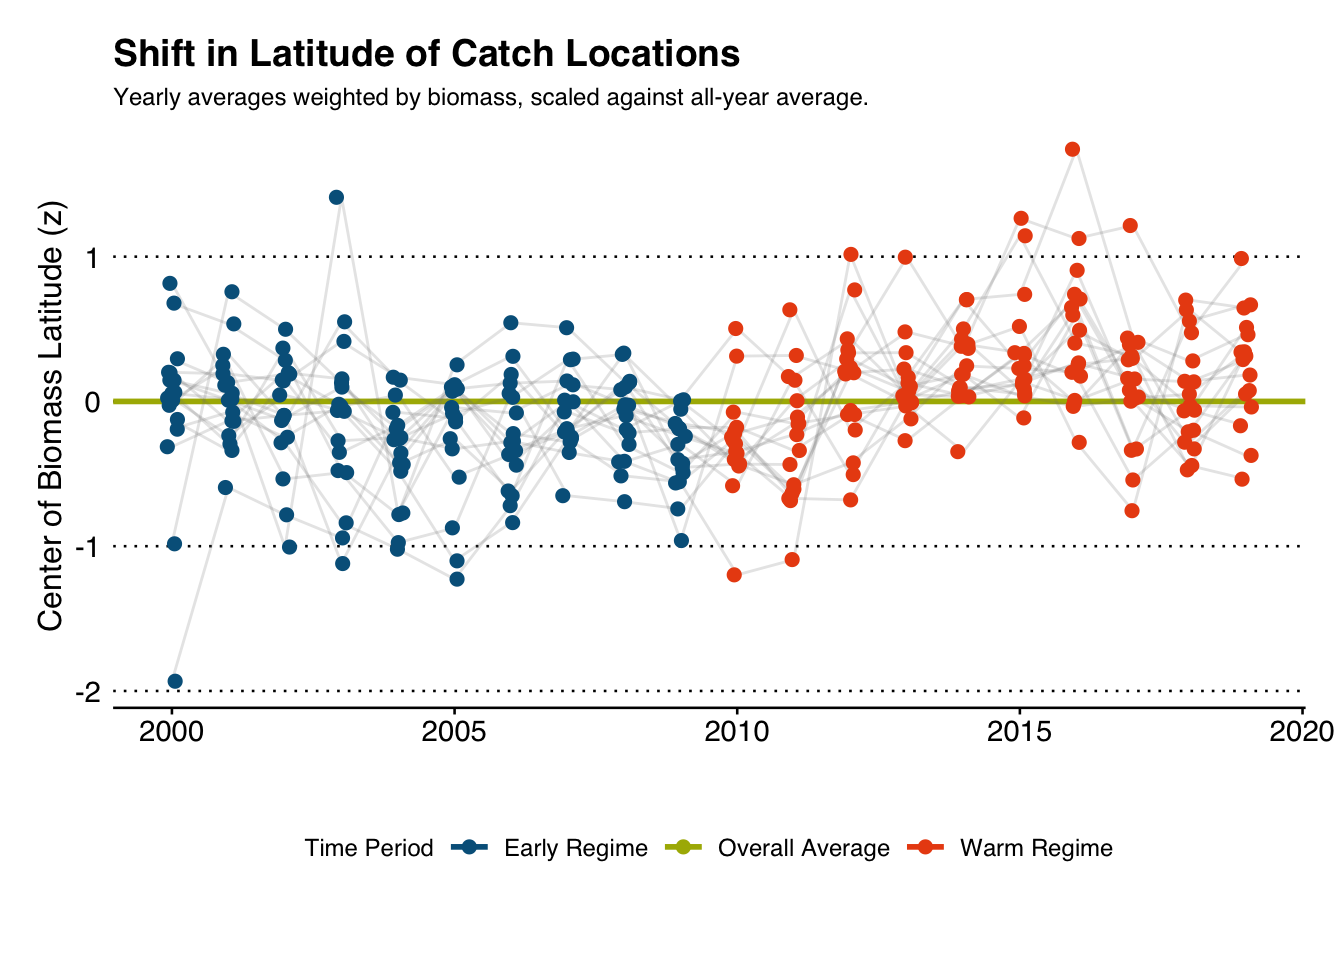 Shift in Latitude of Catch Locations
Yearly averages weighted by biomass, scaled against all-year average.
Center of Biomass Latitude (z)
1
0
-1
-2
2000 2005 2010 2015 2020
Time Period Early Regime Overall Average Warm Regime